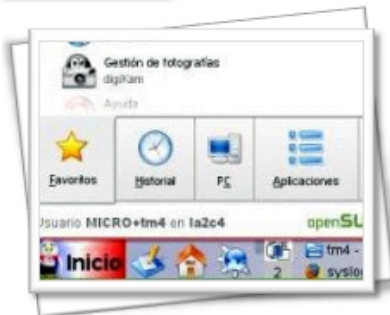 Gestión de fotografías
digiKam
Ayuda
Favoritos Historial PC Aplicaciones
Usuario MICRO+tm4 en la2c4
openSU
Inicio
2
tm4 -
syslo